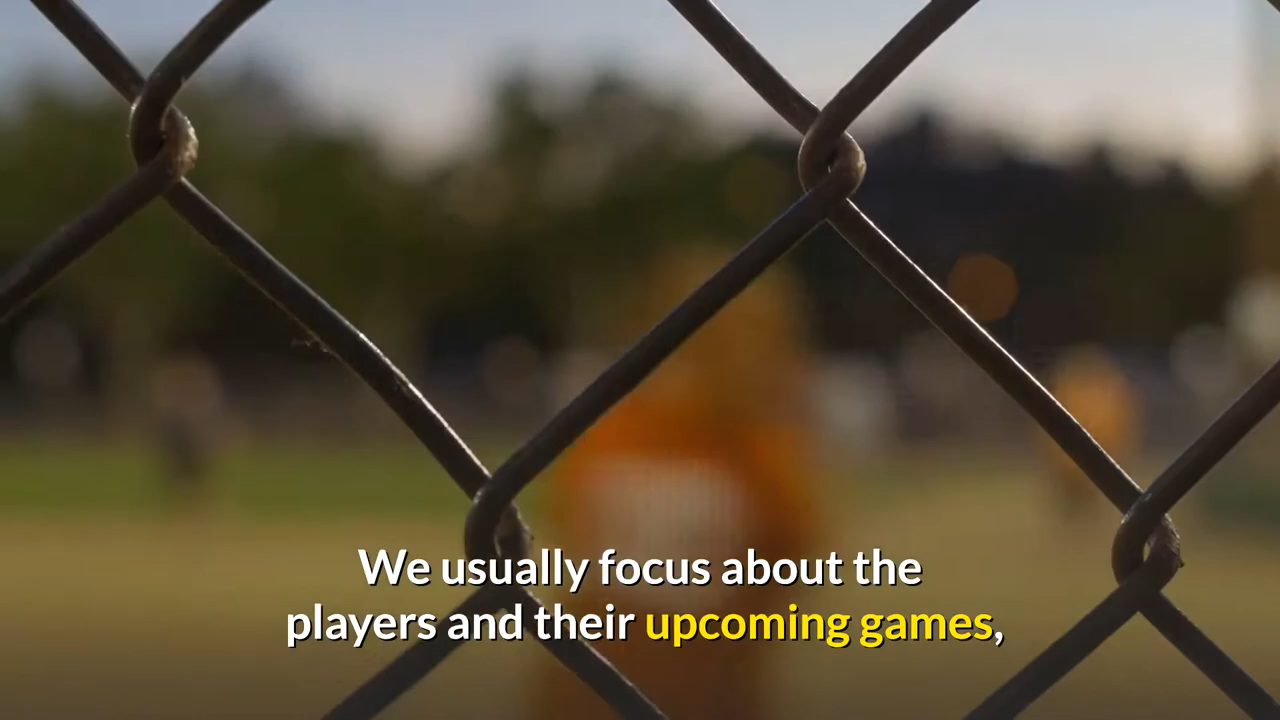 We usually focus about the
players and their upcoming games,